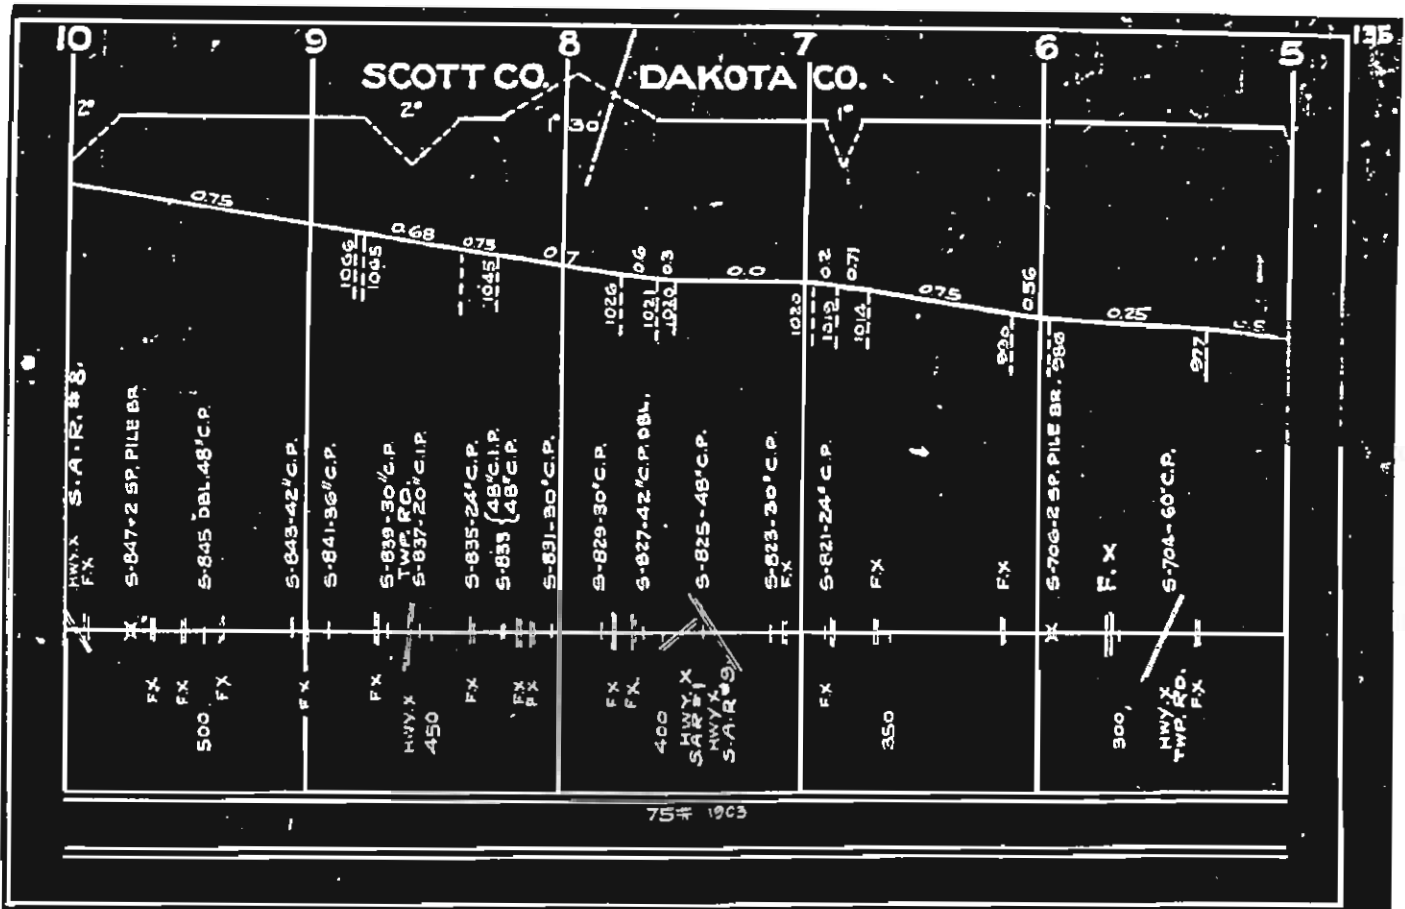 10
9
8
7
6
5
135
SCOTT CO.
DAKOTA CO.
2°
2°
1° 30'
1°
0.75
0.68
0.75
0.7
0.6
0.3
0.0
0.2
0.71
0.75
0.56
0.25
1066
1065
1045
1026
1021
1020
1020
1019
1014
990
986
977
HWY.X S.A.R.#8.
F.X
S-847-2 SP. PILE BR
S-845 DBL.48"C.P.
S-843-42"C.P.
S-841-36"C.P.
S-839-30"C.P.
TWP. RD.
S-837-20"C.I.P.
S-835-24"C.P.
S-833 {48"C.I.P.
48"C.P.
S-831-30"C.P.
S-829-30"C.P.
S-827-42"C.P. DBL.
S-825-48"C.P.
S-823-30"C.P.
F.X
S-821-24"C.P.
F.X
F.X
S-706-2 SP. PILE BR.
F.X
S-704-60"C.P.
F.X
F.X
500
F.X
F.X
F.X
HWY.X
450
F.X
F.X
F.X
F.X
F.X
400
HWY.X
SAR#1
HWY.X
S.A.R#9
F.X
350
300
HWY.X
TWP. RD.
F.X
75# 1903